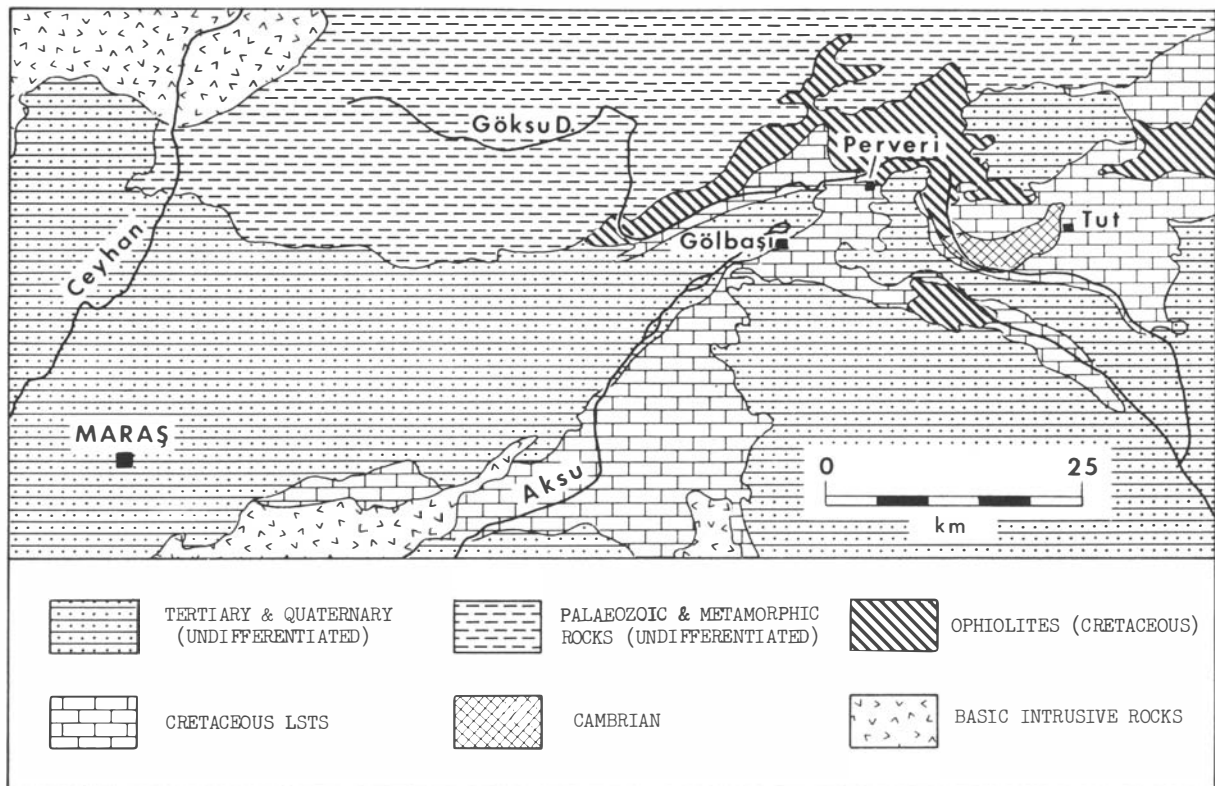 Göksu D.
Perveri
Gölbaşı
Tut
Ceyhan
MARAŞ
Aksu
0 25
km
TERTIARY & QUATERNARY
(UNDIFFERENTIATED)
PALAEOZOIC & METAMORPHIC
ROCKS (UNDIFFERENTIATED)
OPHIOLITES (CRETACEOUS)
CRETACEOUS LSTS
CAMBRIAN
BASIC INTRUSIVE ROCKS